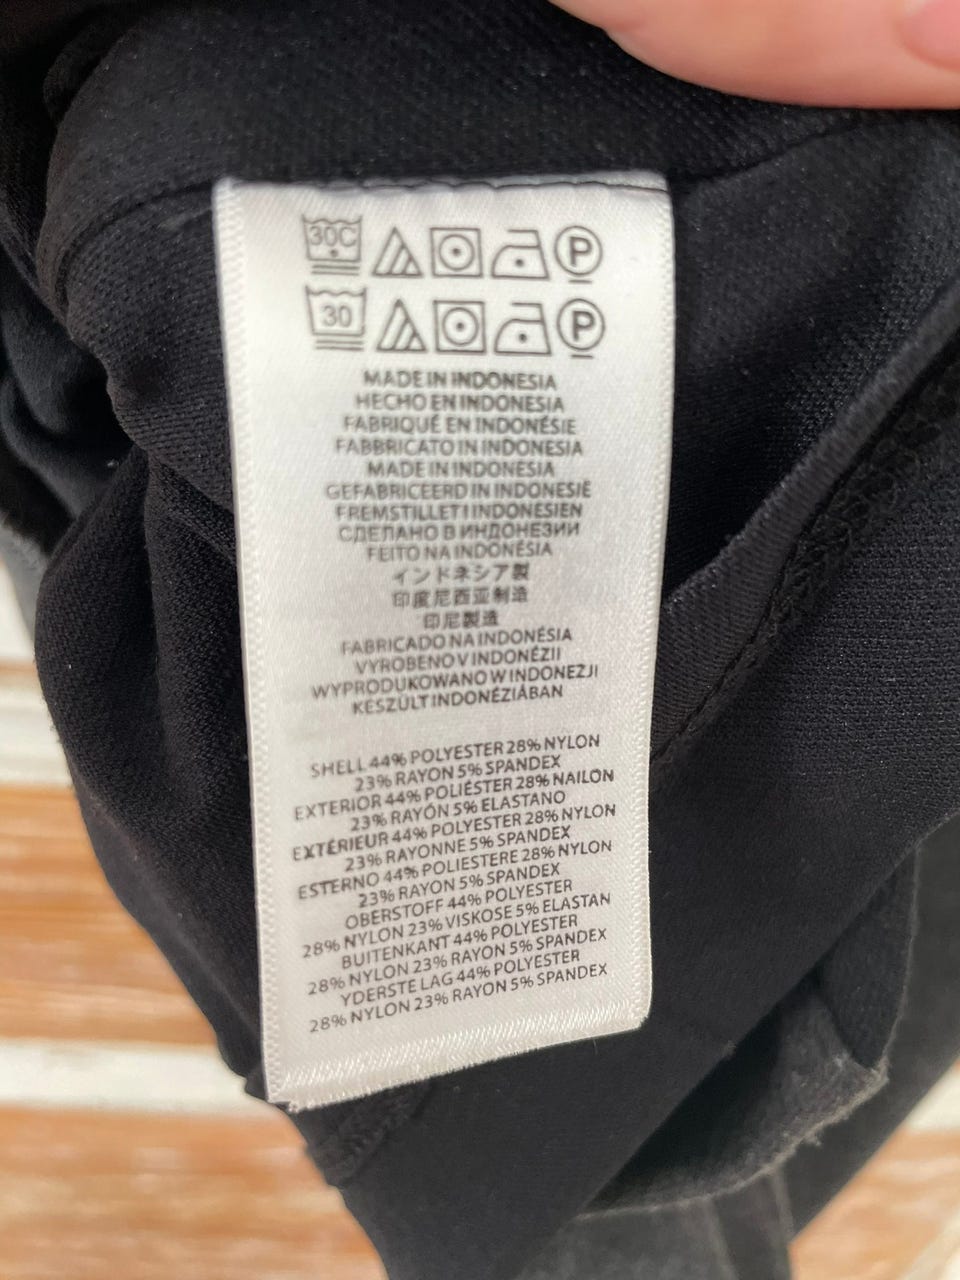 30C P
30 P
MADE IN INDONESIA
HECHO EN INDONESIA
FABRIQUÉ EN INDONÉSIE
FABBRICATO IN INDONESIA
MADE IN INDONESIA
GEFABRICEERD IN INDONESIË
FREMSTILLET I INDONESIEN
СДЕЛАНО В ИНДОНЕЗИИ
FEITO NA INDONÉSIA
インドネシア製
印度尼西亚制造
印尼製造
FABRICADO NA INDONÉSIA
VYROBENO V INDONÉZII
WYPRODUKOWANO W INDONEZJI
KÉSZÜLT INDONÉZIÁBAN
SHELL 44% POLYESTER 28% NYLON
23% RAYON 5% SPANDEX
EXTERIOR 44% POLIÉSTER 28% NAILON
23% RAYÓN 5% ELASTANO
EXTÉRIEUR 44% POLYESTER 28% NYLON
23% RAYONNE 5% SPANDEX
ESTERNO 44% POLIESTERE 28% NYLON
23% RAYON 5% SPANDEX
OBERSTOFF 44% POLYESTER
28% NYLON 23% VISKOSE 5% ELASTAN
BUITENKANT 44% POLYESTER
28% NYLON 23% RAYON 5% SPANDEX
YDERSTE LAG 44% POLYESTER
28% NYLON 23% RAYON 5% SPANDEX